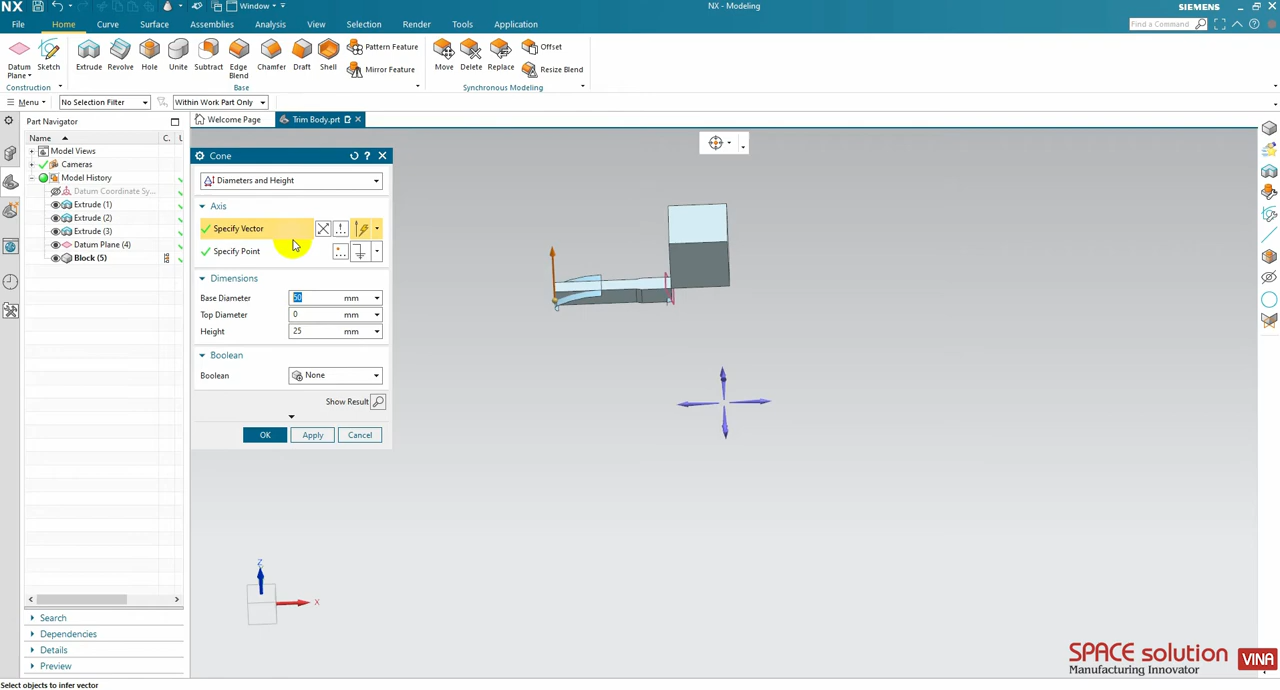 NX
Window
NX - Modeling
SIEMENS
File
Home
Curve
Surface
Assemblies
Analysis
View
Selection
Render
Tools
Application
Find a Command
Datum
Plane
Sketch
Extrude
Revolve
Hole
Unite
Subtract
Edge
Blend
Chamfer
Draft
Shell
Pattern Feature
Mirror Feature
Move
Delete
Replace
Offset
Resize Blend
Construction
Base
Synchronous Modeling
Menu
No Selection Filter
Within Work Part Only
Part Navigator
Welcome Page
Trim Body.prt
Name
C.
U
Model Views
Cameras
Model History
Datum Coordinate Sy...
Extrude (1)
Extrude (2)
Extrude (3)
Datum Plane (4)
Block (5)
Cone
Diameters and Height
Axis
Specify Vector
Specify Point
Dimensions
Base Diameter 50 mm
Top Diameter 0 mm
Height 25 mm
Boolean
Boolean None
Show Result
OK
Apply
Cancel
Z
X
Search
Dependencies
Details
Preview
Select objects to infer vector
SPACE solution
Manufacturing Innovator
VINA